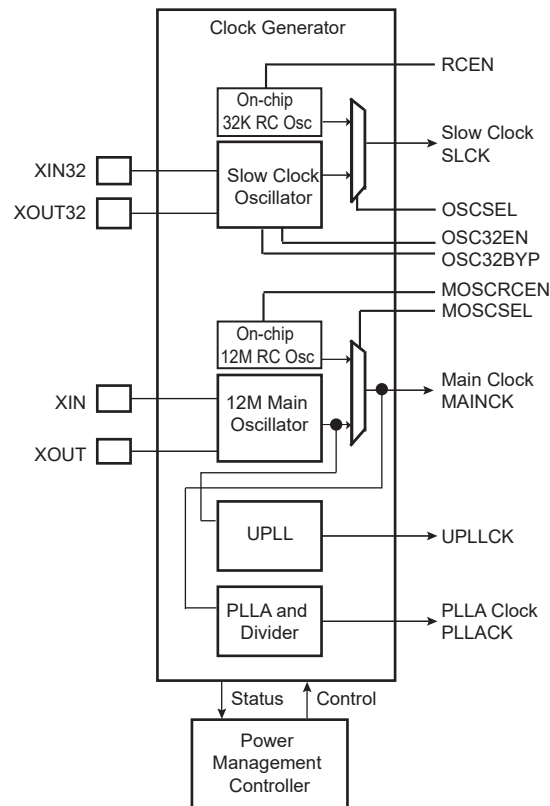 Clock Generator
RCEN
On-chip
32K RC Osc
Slow Clock
SLCK
XIN32
Slow Clock
Oscillator
XOUT32
OSCSEL
OSC32EN
OSC32BYP
MOSCRCEN
MOSCSEL
On-chip
12M RC Osc
Main Clock
MAINCK
XIN
12M Main
Oscillator
XOUT
UPLL
UPLLCK
PLLA and
Divider
PLLA Clock
PLLACK
Status
Control
Power
Management
Controller